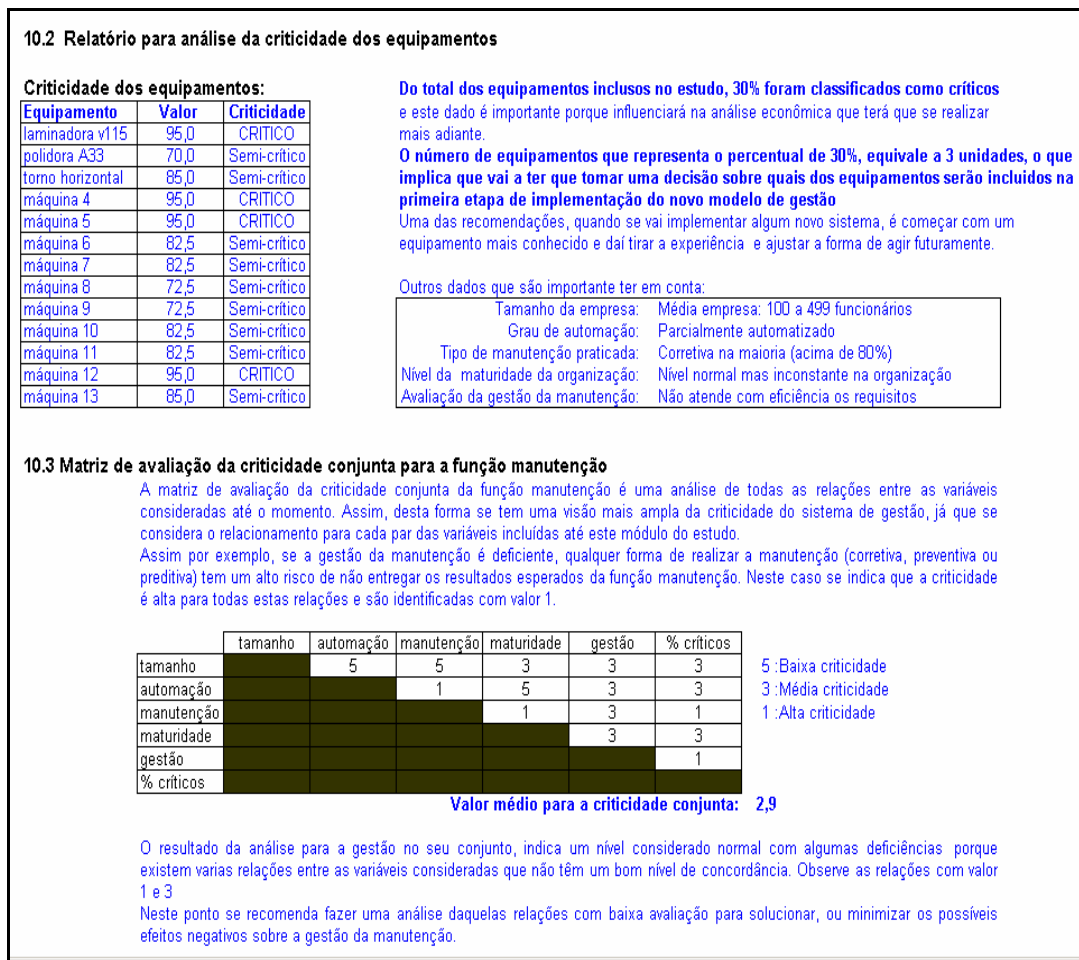 10.2 Relatório para análise da criticidade dos equipamentos
Criticidade dos equipamentos:
Equipamento Valor Criticidade
laminadora v115 95,0 CRITICO
polidora A33 70,0 Semi-crítico
torno horizontal 85,0 Semi-crítico
máquina 4 95,0 CRITICO
máquina 5 95,0 CRITICO
máquina 6 82,5 Semi-crítico
máquina 7 82,5 Semi-crítico
máquina 8 72,5 Semi-crítico
máquina 9 72,5 Semi-crítico
máquina 10 82,5 Semi-crítico
máquina 11 82,5 Semi-crítico
máquina 12 95,0 CRITICO
máquina 13 85,0 Semi-crítico
Do total dos equipamentos inclusos no estudo, 30% foram classificados como críticos
e este dado é importante porque influenciará na análise econômica que terá que se realizar
mais adiante.
O número de equipamentos que representa o percentual de 30%, equivale a 3 unidades, o que
implica que vai a ter que tomar uma decisão sobre quais dos equipamentos serão incluidos na
primeira etapa de implementação do novo modelo de gestão
Uma das recomendações, quando se vai implementar algum novo sistema, é começar com um
equipamento mais conhecido e daí tirar a experiência e ajustar a forma de agir futuramente.
Outros dados que são importante ter em conta:
Tamanho da empresa: Média empresa: 100 a 499 funcionários
Grau de automação: Parcialmente automatizado
Tipo de manutenção praticada: Corretiva na maioria (acima de 80%)
Nível da maturidade da organização: Nível normal mas inconstante na organização
Avaliação da gestão da manutenção: Não atende com eficiência os requisitos
10.3 Matriz de avaliação da criticidade conjunta para a função manutenção
A matriz de avaliação da criticidade conjunta da função manutenção é uma análise de todas as relações entre as variáveis
consideradas até o momento. Assim, desta forma se tem uma visão mais ampla da criticidade do sistema de gestão, já que se
considera o relacionamento para cada par das variáveis incluídas até este módulo do estudo.
Assim por exemplo, se a gestão da manutenção é deficiente, qualquer forma de realizar a manutenção (corretiva, preventiva ou
preditiva) tem um alto risco de não entregar os resultados esperados da função manutenção. Neste caso se indica que a criticidade
é alta para todas estas relações e são identificadas com valor 1.
tamanho automação manutenção maturidade gestão % críticos
tamanho 5 5 3 3 3 5 :Baixa criticidade
automação 1 5 3 3 3 :Média criticidade
manutenção 1 3 1 1 :Alta criticidade
maturidade 3 3
gestão 1
% críticos
Valor médio para a criticidade conjunta: 2,9
O resultado da análise para a gestão no seu conjunto, indica um nível considerado normal com algumas deficiências porque
existem varias relações entre as variáveis consideradas que não têm um bom nível de concordância. Observe as relações com valor
1 e 3
Neste ponto se recomenda fazer uma análise daquelas relações com baixa avaliação para solucionar, ou minimizar os possíveis
efeitos negativos sobre a gestão da manutenção.